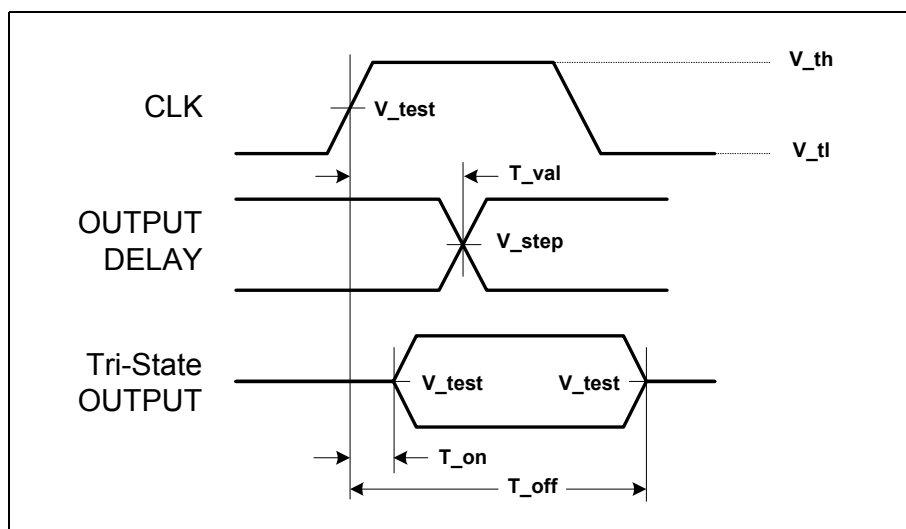 V_th
CLK
V_test
V_tl
T_val
OUTPUT
DELAY
V_step
Tri-State
OUTPUT
V_test
V_test
T_on
T_off